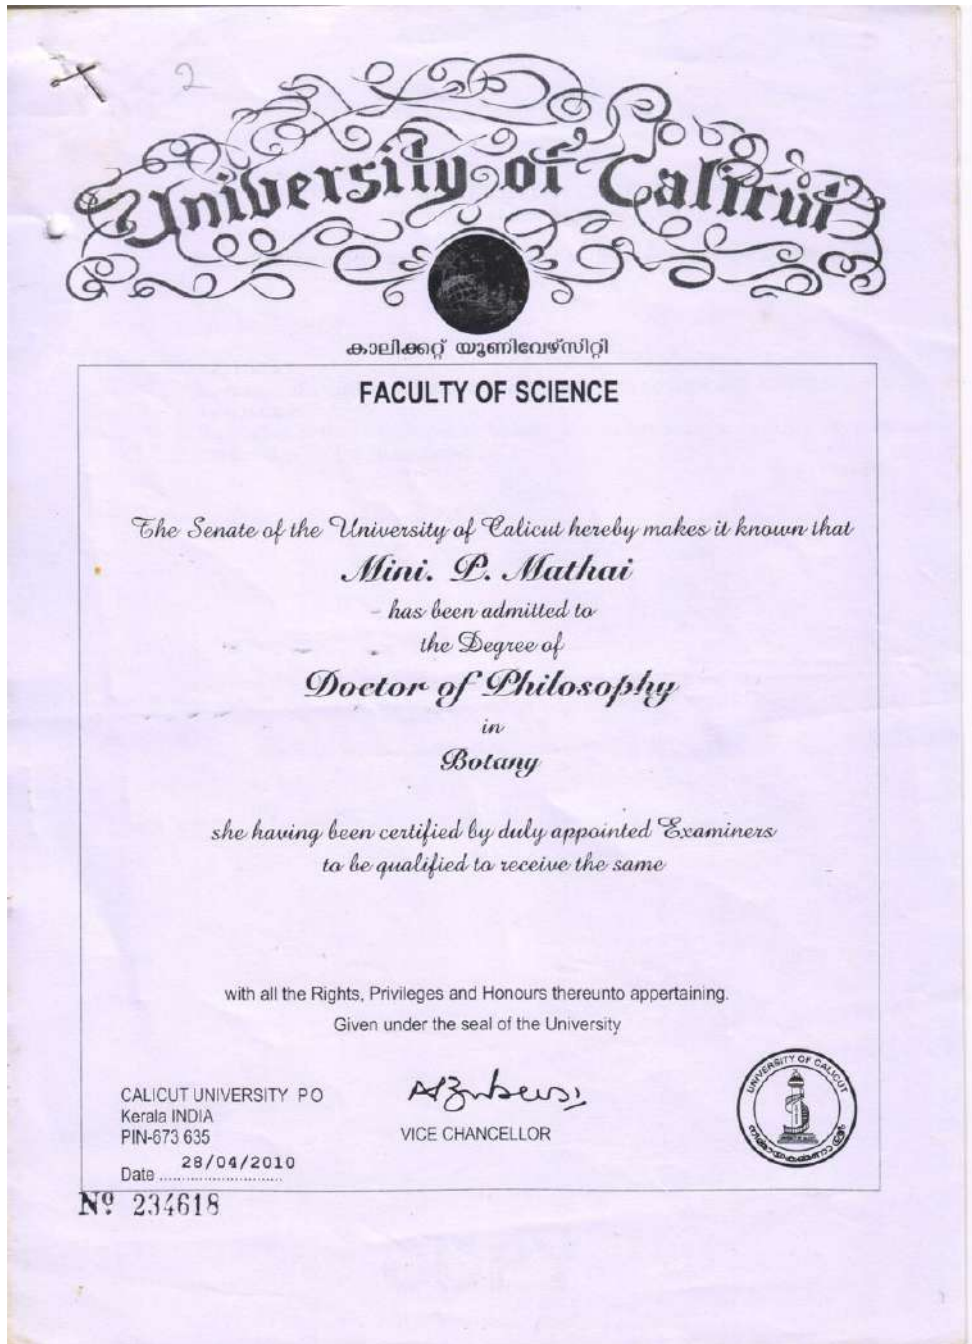 2
University of Calicut
കാലിക്കറ്റ് യൂണിവേഴ്സിറ്റി
FACULTY OF SCIENCE
The Senate of the University of Calicut hereby makes it known that
Mini. P. Mathai
has been admitted to
the Degree of
Doctor of Philosophy
in
Botany
she having been certified by duly appointed Examiners
to be qualified to receive the same
with all the Rights, Privileges and Honours thereunto appertaining.
Given under the seal of the University
CALICUT UNIVERSITY P O
Kerala INDIA
PIN-673 635
Date 28/04/2010
VICE CHANCELLOR
UNIVERSITY OF CALICUT
Nº 234618